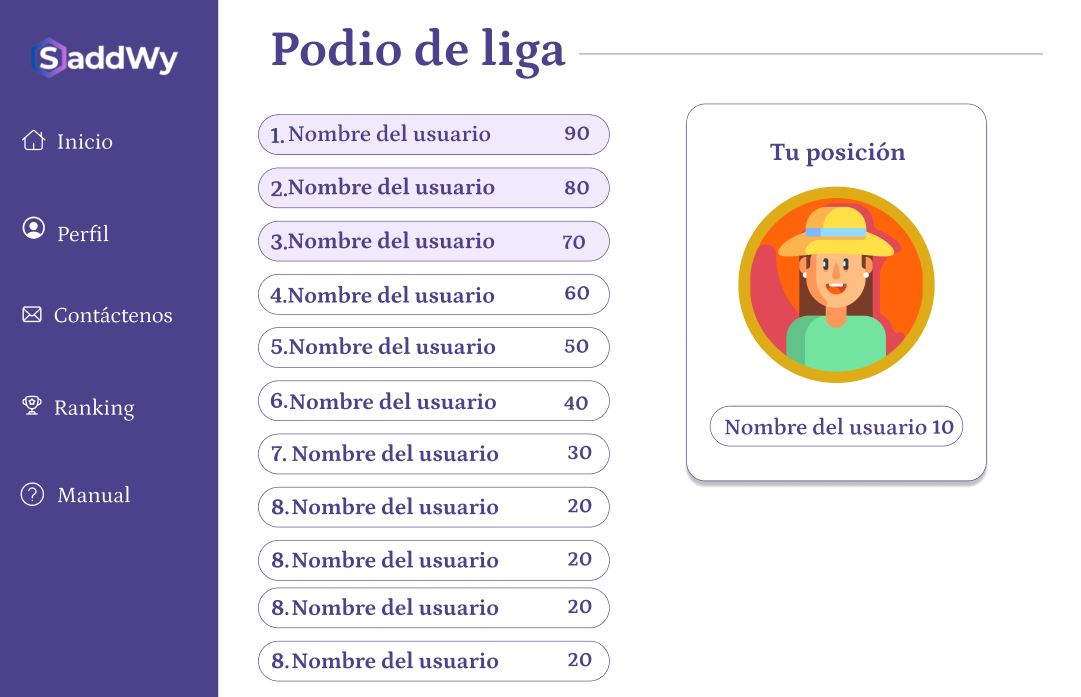 SaddWy
Inicio
Perfil
Contáctenos
Ranking
Manual
Podio de liga
1. Nombre del usuario 90
2. Nombre del usuario 80
3. Nombre del usuario 70
4. Nombre del usuario 60
5. Nombre del usuario 50
6. Nombre del usuario 40
7. Nombre del usuario 30
8. Nombre del usuario 20
8. Nombre del usuario 20
8. Nombre del usuario 20
8. Nombre del usuario 20
Tu posición
Nombre del usuario 10